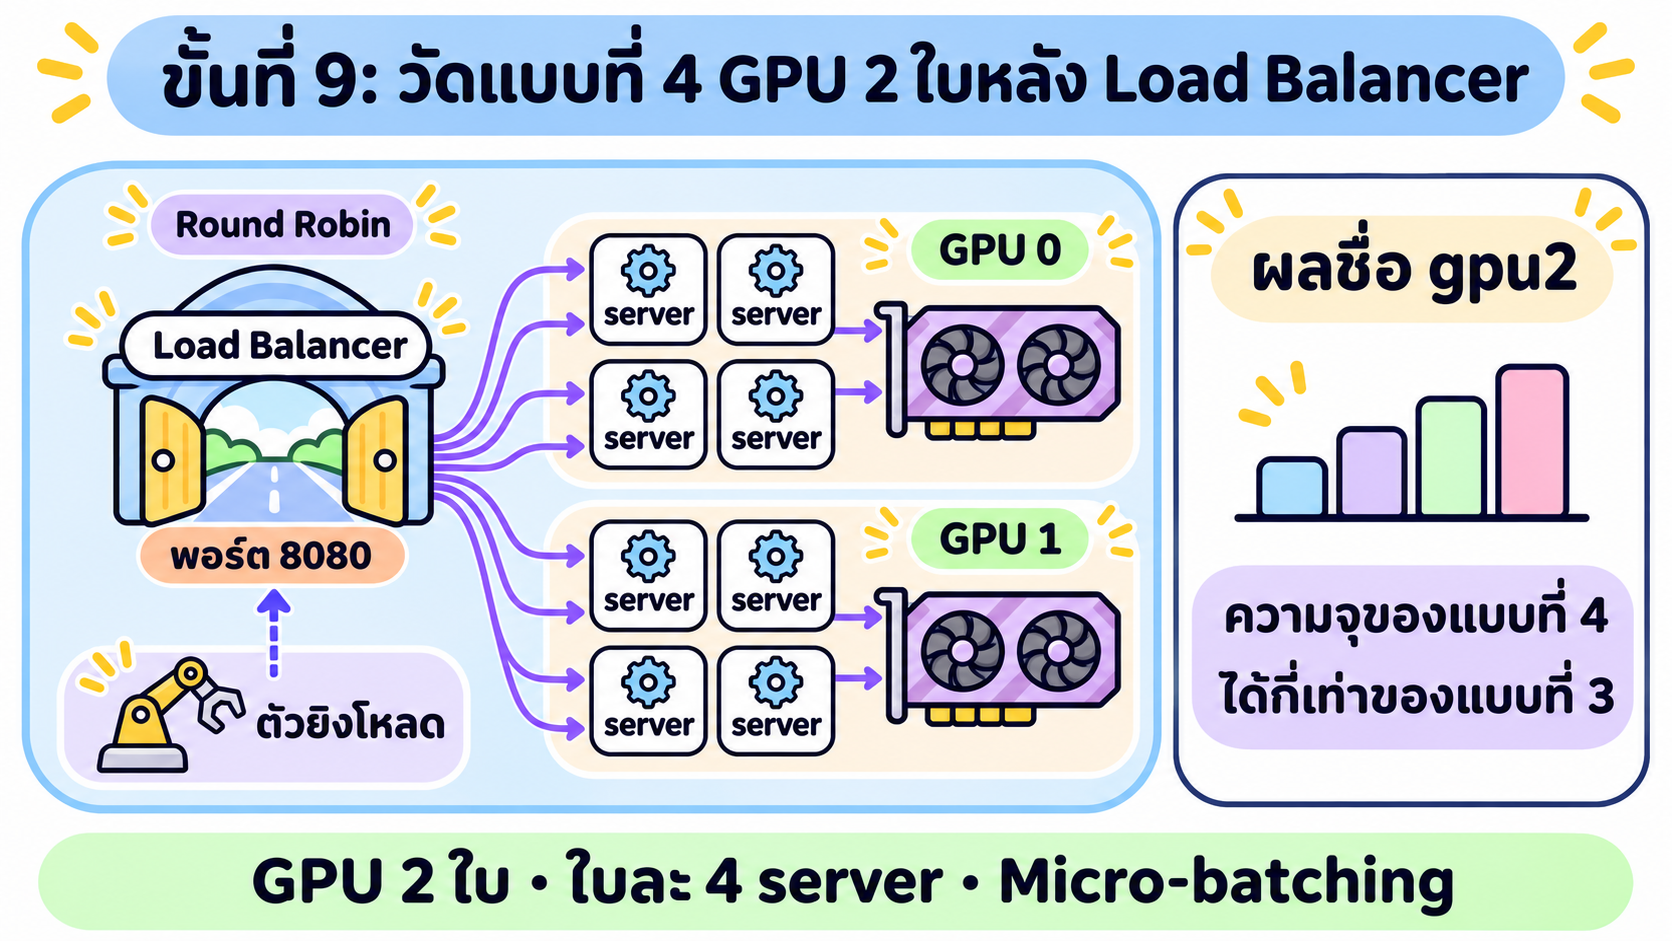 ขั้นที่ 9: วัดแบบที่ 4 GPU 2 ใบหลัง Load Balancer
Round Robin
Load Balancer
พอร์ต 8080
ตัวยิงโหลด
server
server
server
server
GPU 0
server
server
server
server
GPU 1
ผลชื่อ gpu2
ความจุของแบบที่ 4
ได้กี่เท่าของแบบที่ 3
GPU 2 ใบ • ใบละ 4 server • Micro-batching